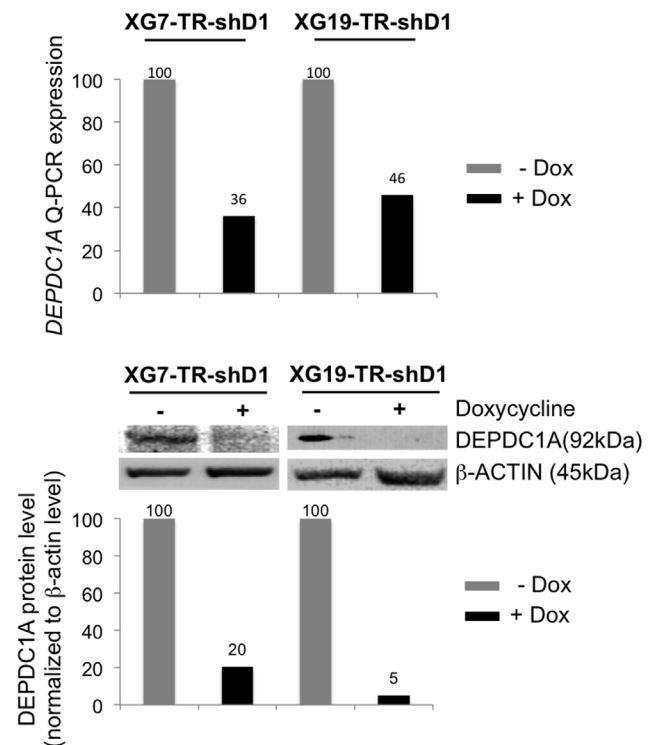 XG7-TR-shD1 XG19-TR-shD1
DEPDC1A Q-PCR expression
100
80
60
40
20
0
100
36
100
46
- Dox
+ Dox
XG7-TR-shD1 XG19-TR-shD1
- + - + Doxycycline
DEPDC1A(92kDa)
β-ACTIN (45kDa)
DEPDC1A protein level
(normalized to β-actin level)
100
80
60
40
20
0
100
20
100
5
- Dox
+ Dox